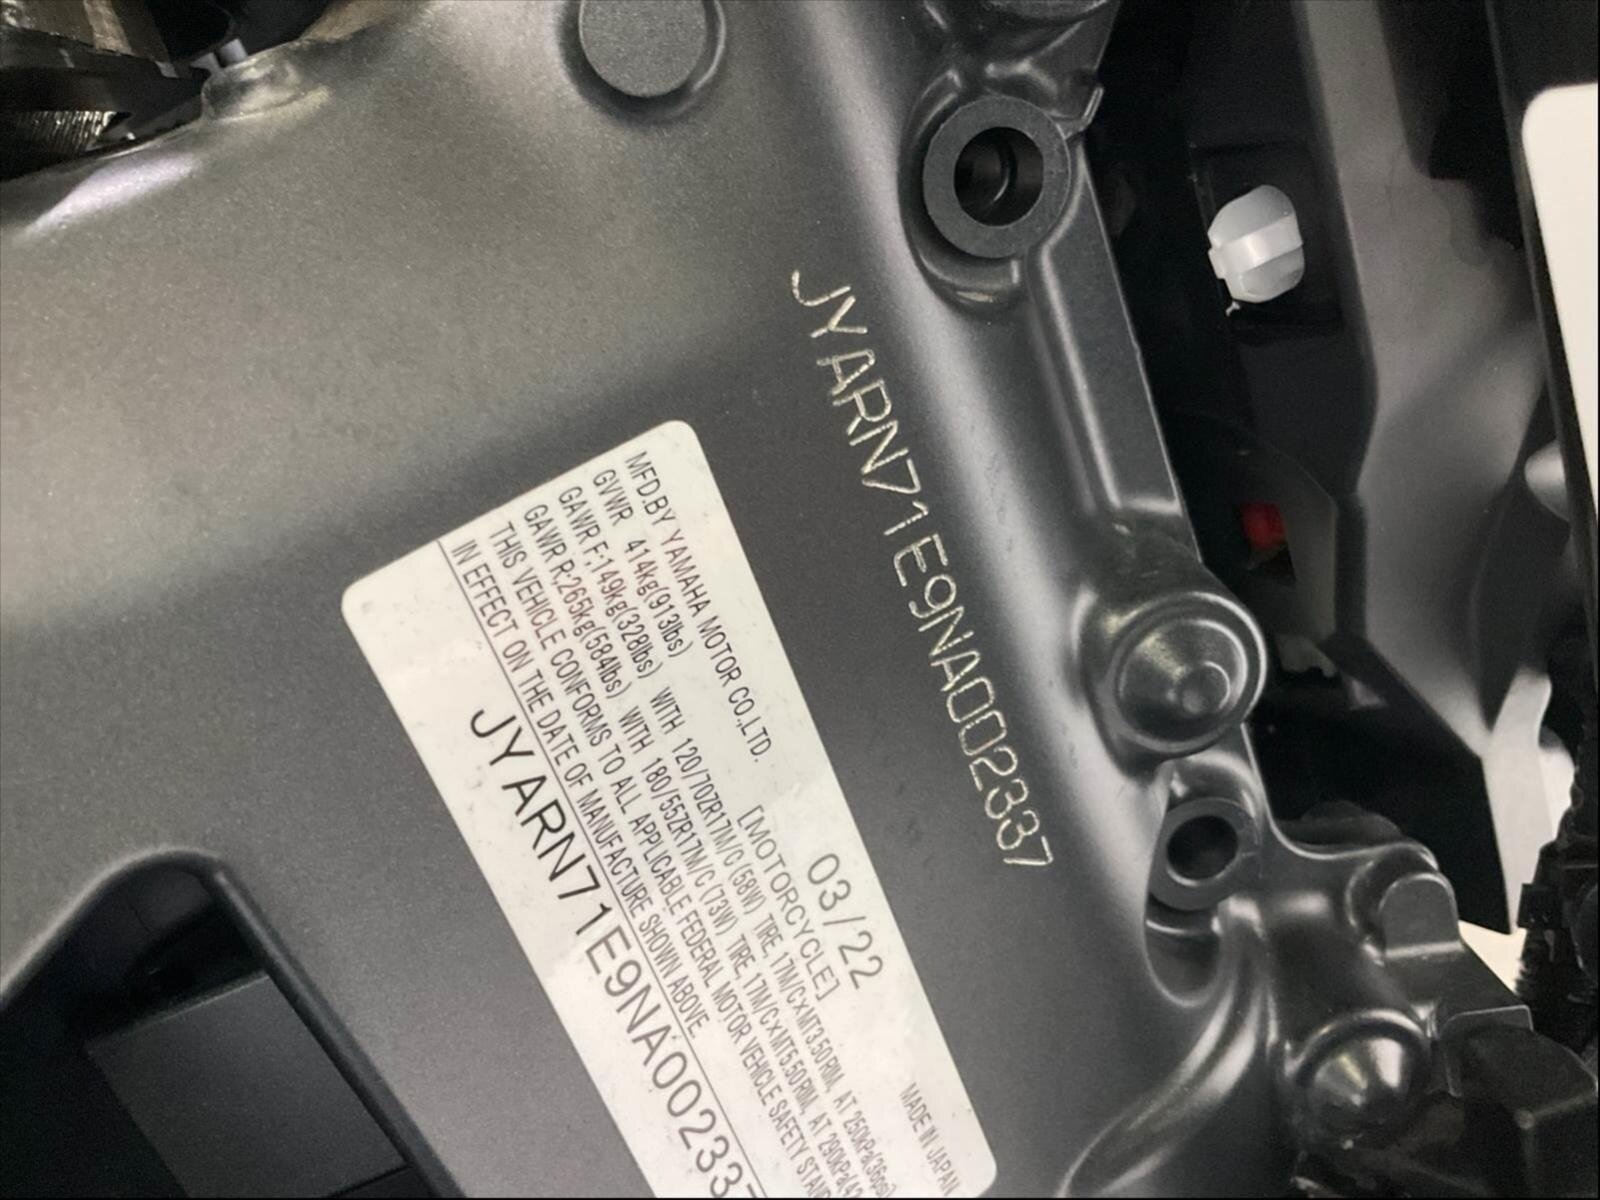 JYARN71E9NA002337
MFD.BY YAMAHA MOTOR CO.,LTD. 03/22 MADE IN JAPAN
GVWR 414kg(913lbs) [MOTORCYCLE]
GAWR F:149kg(328lbs) WITH 120/70ZR17M/C(58W) TIRE, 17M/CXMT3.50 RIM, AT 250kPa(36psi)
GAWR R:265kg(584lbs) WITH 180/55ZR17M/C(73W) TIRE, 17M/CXMT5.50 RIM, AT 290kPa(42
THIS VEHICLE CONFORMS TO ALL APPLICABLE FEDERAL MOTOR VEHICLE SAFETY STAN
IN EFFECT ON THE DATE OF MANUFACTURE SHOWN ABOVE.
JYARN71E9NA002337